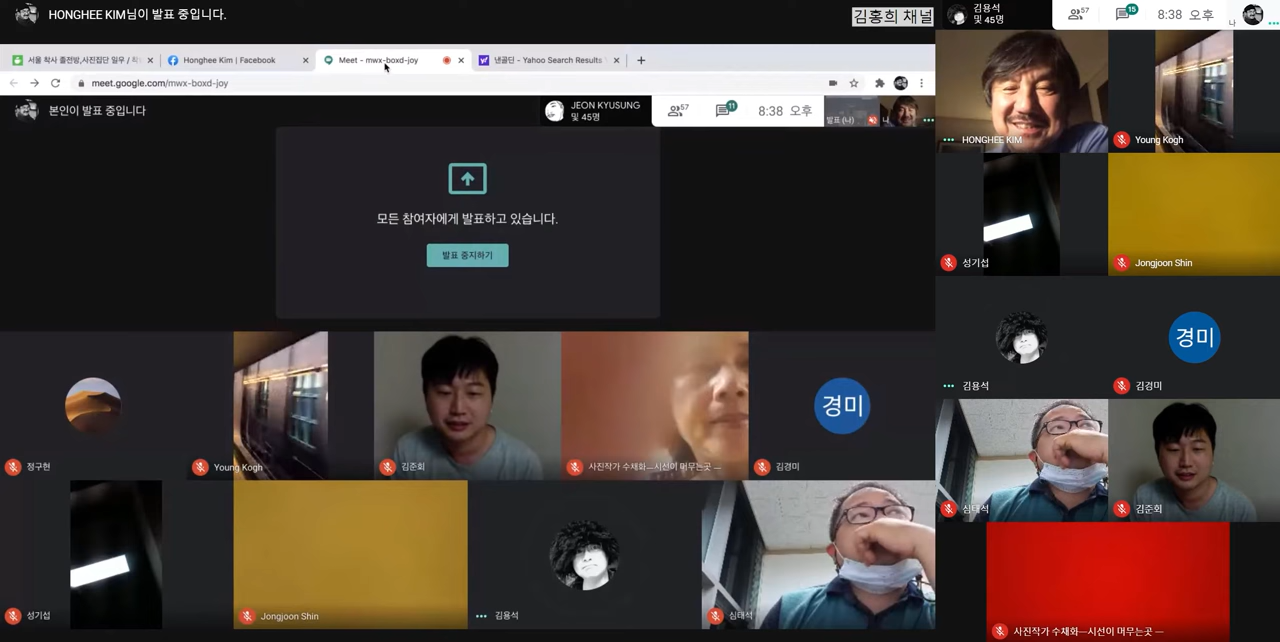 HONGHEE KIM님이 발표 중입니다.
김홍희 채널
김용석
및 45명
57
15
8:38 오후
나
서울 착사 출전방,사진집단 일우 /
Honghee Kim | Facebook
Meet - mwx-boxd-joy
낸골딘 - Yahoo Search Results
meet.google.com/mwx-boxd-joy
본인이 발표 중입니다
JEON KYUSUNG
및 45명
57
11
8:38 오후
발표 (나)
나
모든 참여자에게 발표하고 있습니다.
발표 중지하기
정구현
Young Kogh
김준회
사진작가 수채화—시선이 머무는곳 —
경미
김경미
성기섭
Jongjoon Shin
김용석
심태석
HONGHEE KIM
Young Kogh
성기섭
Jongjoon Shin
김용석
경미
김경미
심태석
김준회
사진작가 수채화—시선이 머무는곳 —